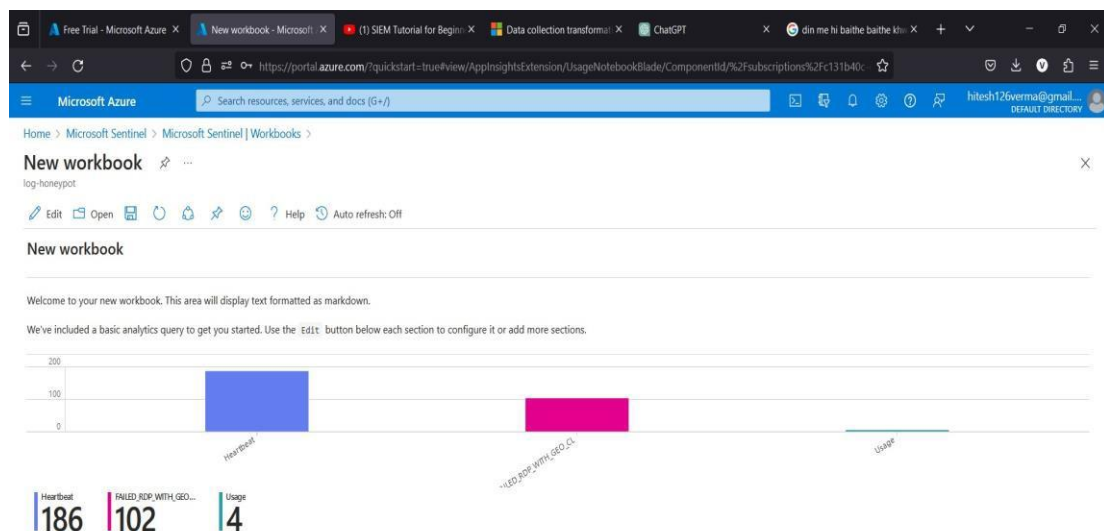 Free Trial - Microsoft Azure
New workbook - Microsoft
(1) SIEM Tutorial for Beginn
Data collection transformat
ChatGPT
din me hi baithe baithe kh
https://portal.azure.com/?quickstart=true#view/AppInsightsExtension/UsageNotebookBlade/ComponentId/%2Fsubscriptions%2Fc131b40c-
Microsoft Azure
Search resources, services, and docs (G+/)
hitesh126verma@gmail....
DEFAULT DIRECTORY
Home > Microsoft Sentinel > Microsoft Sentinel | Workbooks >
New workbook ...
log-honeypot
Edit Open ? Help Auto refresh: Off
New workbook
Welcome to your new workbook. This area will display text formatted as markdown.
We've included a basic analytics query to get you started. Use the Edit button below each section to configure it or add more sections.
200
100
0
Heartbeat
AILED_RDP_WITH_GEO_CL
Usage
Heartbeat
186
FAILED_RDP_WITH_GEO...
102
Usage
4